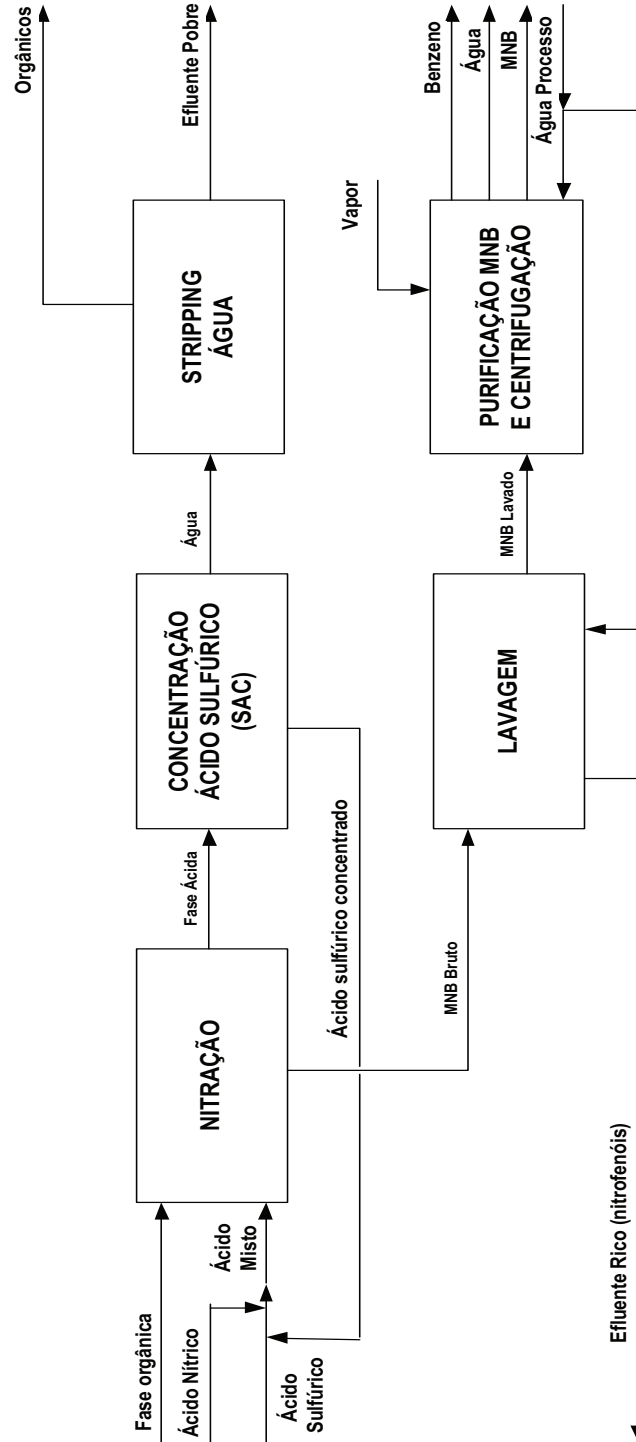 Fase orgânica
Ácido Nítrico
Ácido
Sulfúrico
Ácido
Misto
NITRAÇÃO
Fase Ácida
CONCENTRAÇÃO
ÁCIDO SULFÚRICO
(SAC)
Água
STRIPPING
ÁGUA
Orgânicos
Efluente Pobre
Ácido sulfúrico concentrado
MNB Bruto
LAVAGEM
MNB Lavado
PURIFICAÇÃO MNB
E CENTRIFUGAÇÃO
Vapor
Benzeno
Água
MNB
Água Processo
Efluente Rico (nitrofenóis)